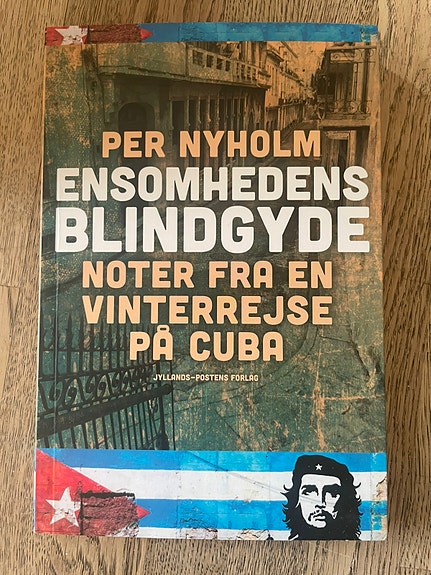 PER NYHOLM
ENSOMHEDENS
BLINDGYDE
NOTER FRA EN
VINTERREJSE
PÅ CUBA
JYLLANDS-POSTENS FORLAG